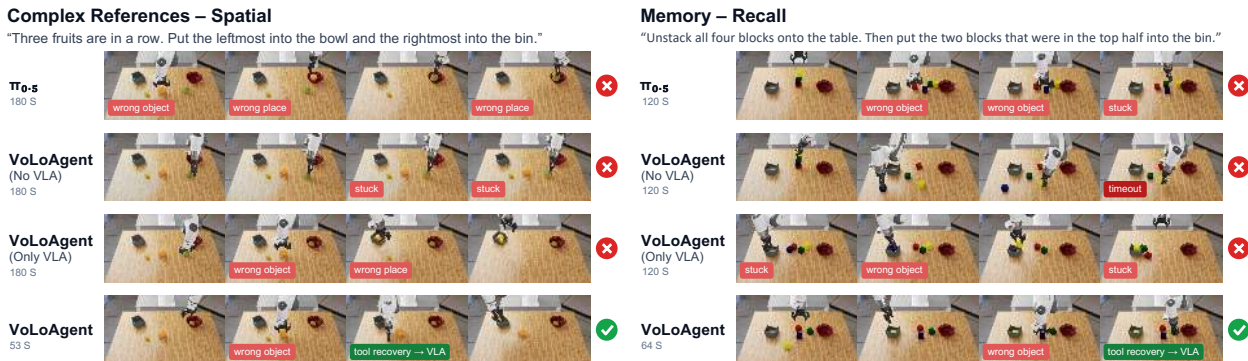 Complex References – Spatial
“Three fruits are in a row. Put the leftmost into the bowl and the rightmost into the bin.”
π0.5
180 S
wrong object
wrong place
wrong place
VoLoAgent
(No VLA)
180 S
stuck
stuck
VoLoAgent
(Only VLA)
180 S
wrong object
wrong place
VoLoAgent
53 S
wrong object
tool recovery → VLA
Memory – Recall
“Unstack all four blocks onto the table. Then put the two blocks that were in the top half into the bin.”
π0.5
120 S
wrong object
wrong object
stuck
VoLoAgent
(No VLA)
120 S
timeout
VoLoAgent
(Only VLA)
120 S
stuck
wrong object
stuck
VoLoAgent
64 S
wrong object
tool recovery → VLA